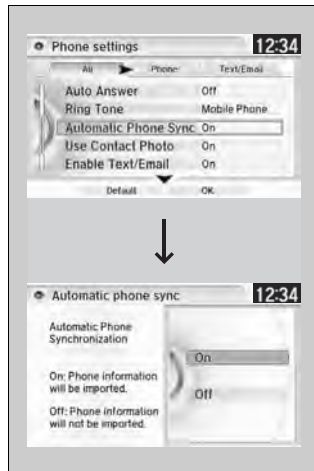 Phone settings 12:34
All Phone Text/Email
Auto Answer Off
Ring Tone Mobile Phone
Automatic Phone Sync On
Use Contact Photo On
Enable Text/Email On
Default OK
Automatic phone sync 12:34
Automatic Phone
Synchronization
On: Phone information
will be imported.
Off: Phone information
will not be imported.
On
Off